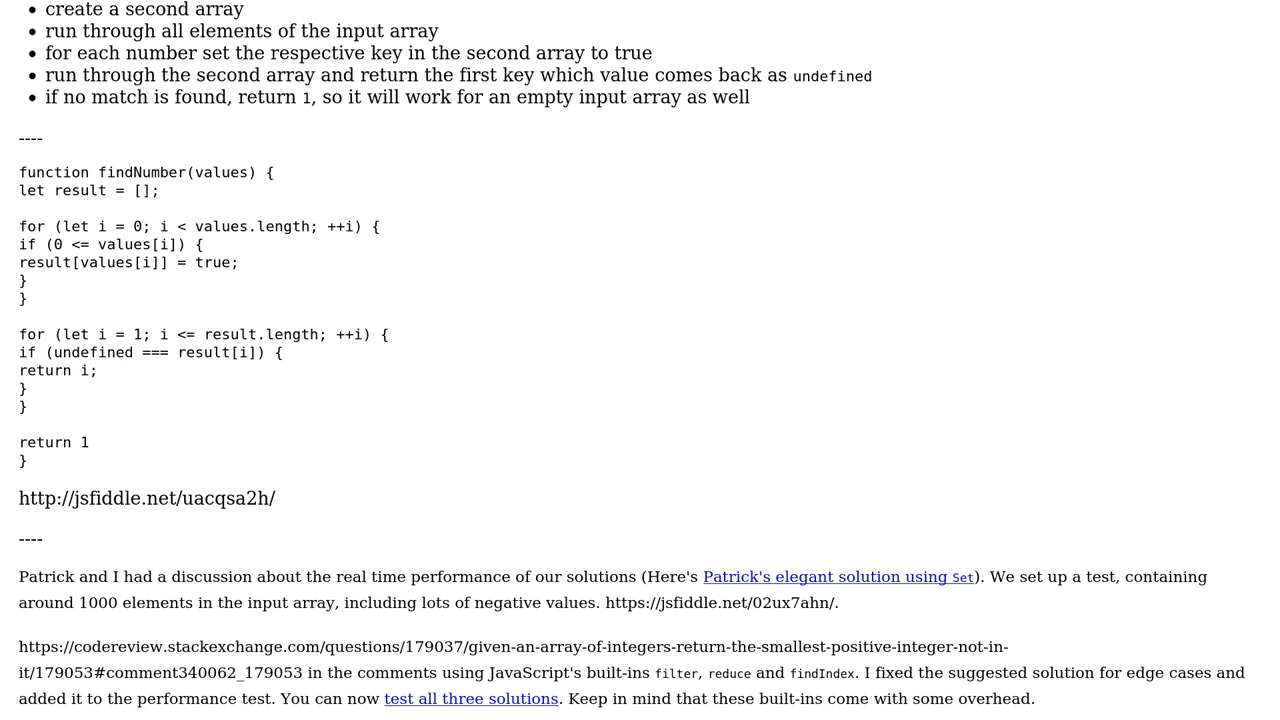 • create a second array
• run through all elements of the input array
• for each number set the respective key in the second array to true
• run through the second array and return the first key which value comes back as undefined
• if no match is found, return 1, so it will work for an empty input array as well
----
function findNumber(values) {
let result = [];
for (let i = 0; i < values.length; ++i) {
if (0 <= values[i]) {
result[values[i]] = true;
}
}
for (let i = 1; i <= result.length; ++i) {
if (undefined === result[i]) {
return i;
}
}
return 1
}
http://jsfiddle.net/uacqsa2h/
----
Patrick and I had a discussion about the real time performance of our solutions (Here's Patrick's elegant solution using Set). We set up a test, containing
around 1000 elements in the input array, including lots of negative values. https://jsfiddle.net/02ux7ahn/.
https://codereview.stackexchange.com/questions/179037/given-an-array-of-integers-return-the-smallest-positive-integer-not-in-
it/179053#comment340062_179053 in the comments using JavaScript's built-ins filter, reduce and findIndex. I fixed the suggested solution for edge cases and
added it to the performance test. You can now test all three solutions. Keep in mind that these built-ins come with some overhead.